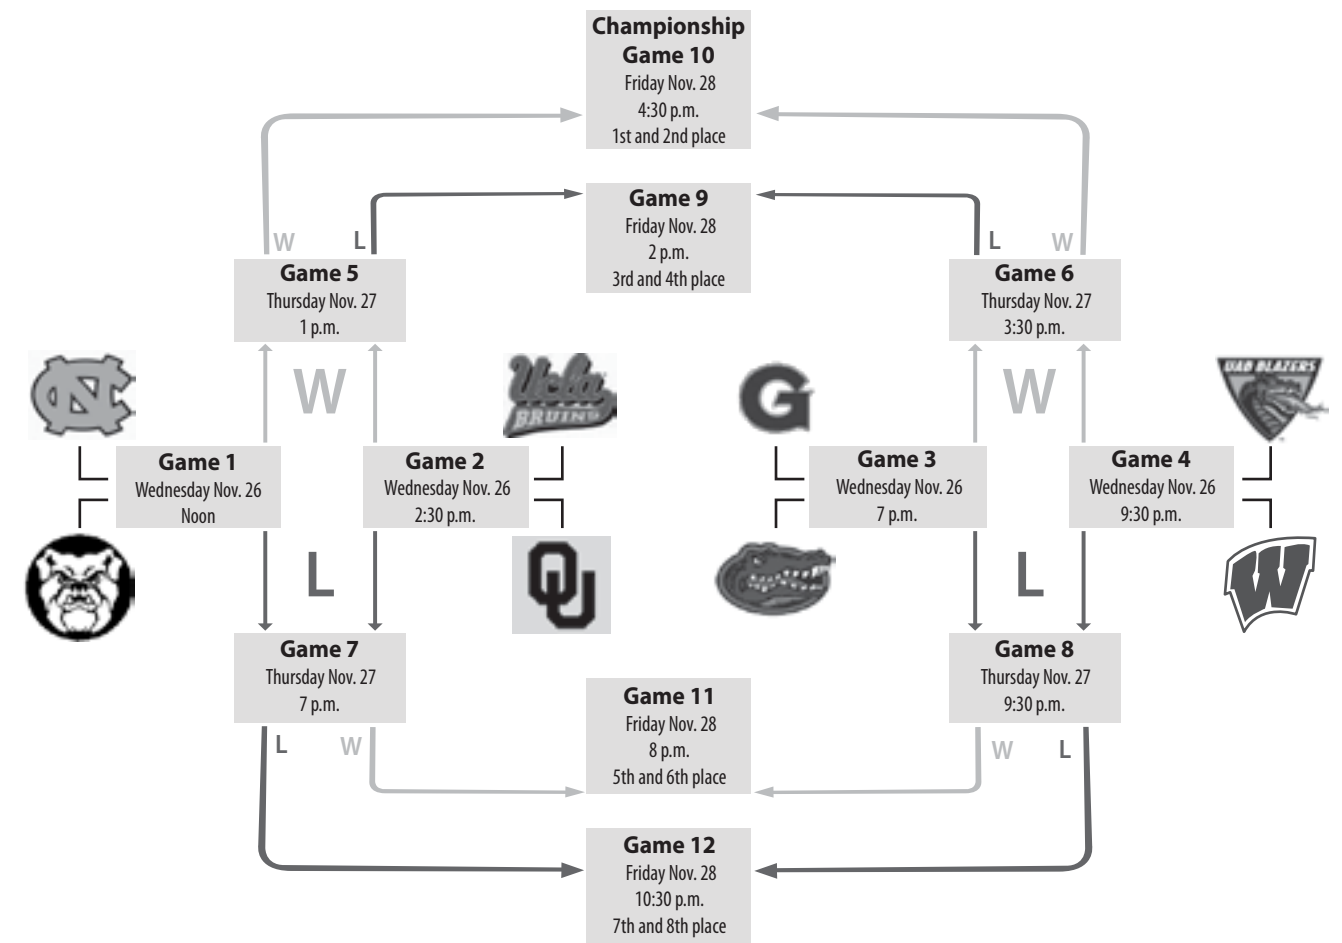 Championship
Game 10
Friday Nov. 28
4:30 p.m.
1st and 2nd place
Game 9
Friday Nov. 28
2 p.m.
3rd and 4th place
W
L
L
W
Game 5
Thursday Nov. 27
1 p.m.
Game 6
Thursday Nov. 27
3:30 p.m.
NC
W
Ucla
BRUINS
G
W
UAB BLAZERS
Game 1
Wednesday Nov. 26
Noon
Game 2
Wednesday Nov. 26
2:30 p.m.
Game 3
Wednesday Nov. 26
7 p.m.
Game 4
Wednesday Nov. 26
9:30 p.m.
L
OU
L
W
Game 7
Thursday Nov. 27
7 p.m.
Game 8
Thursday Nov. 27
9:30 p.m.
L
W
W
L
Game 11
Friday Nov. 28
8 p.m.
5th and 6th place
Game 12
Friday Nov. 28
10:30 p.m.
7th and 8th place